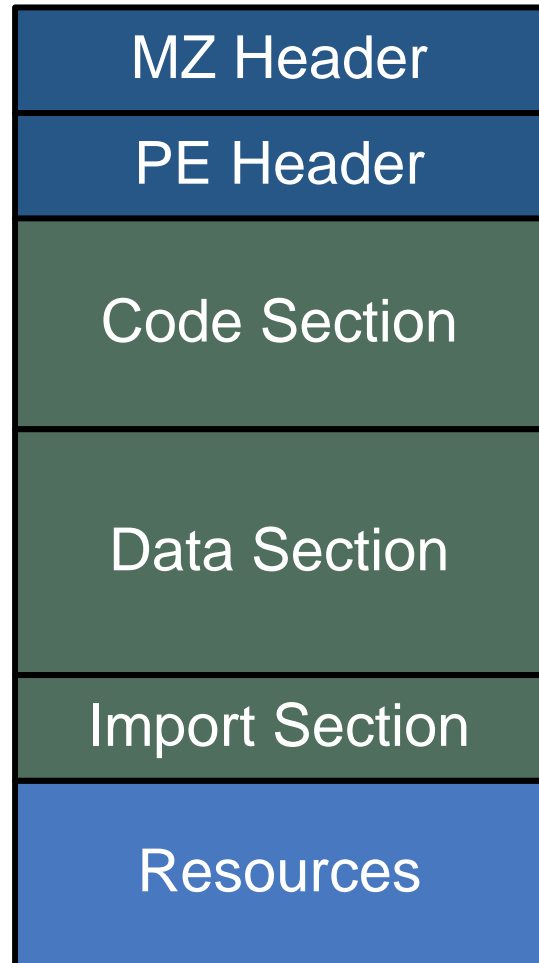 MZ Header
PE Header
Code Section
Data Section
Import Section
Resources